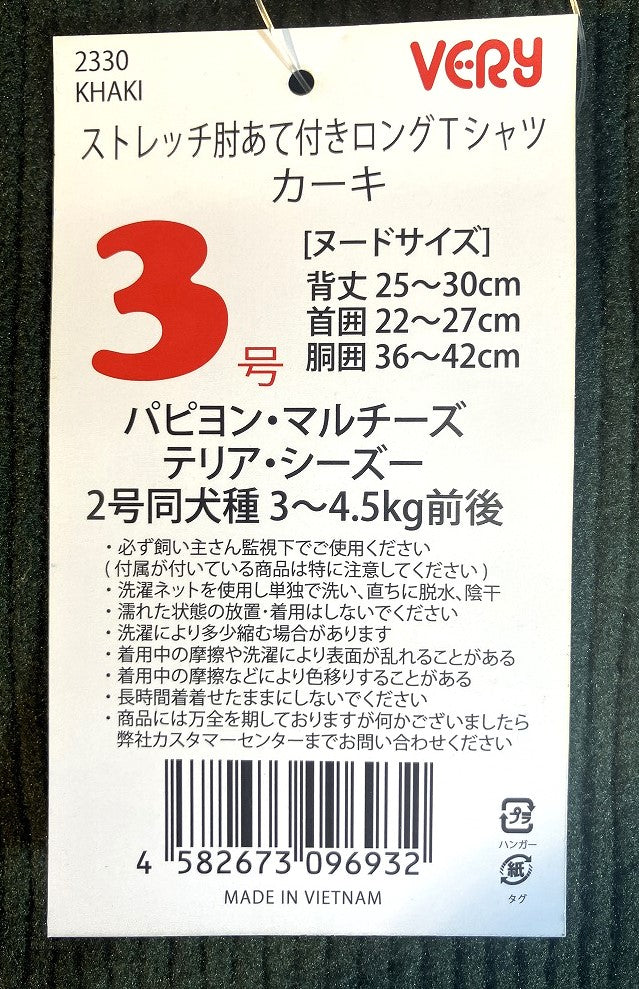 2330
KHAKI
VERY
ストレッチ肘あて付きロングTシャツ
カーキ
3号
[ヌードサイズ]
背丈 25〜30cm
首囲 22〜27cm
胴囲 36〜42cm
パピヨン・マルチーズ
テリア・シーズー
2号同犬種 3〜4.5kg前後
・必ず飼い主さん監視下でご使用ください
(付属が付いている商品は特に注意してください)
・洗濯ネットを使用し単独で洗い、直ちに脱水、陰干
・濡れた状態の放置・着用はしないでください
・洗濯により多少縮む場合があります
・着用中の摩擦や洗濯により表面が乱れることがある
・着用中の摩擦などにより色移りすることがある
・長時間着着せたままにしないでください
・商品には万全を期しておりますが何かございましたら
弊社カスタマーセンターまでお問い合わせください
4 582673 096932
MADE IN VIETNAM
プラ
ハンガー
紙
タグ